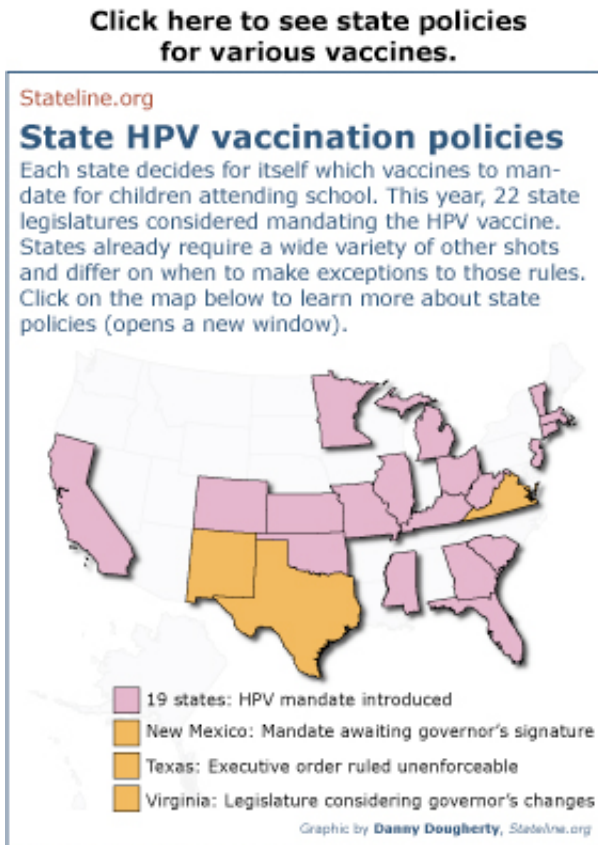 Click here to see state policies
for various vaccines.
Stateline.org
State HPV vaccination policies
Each state decides for itself which vaccines to man-
date for children attending school. This year, 22 state
legislatures considered mandating the HPV vaccine.
States already require a wide variety of other shots
and differ on when to make exceptions to those rules.
Click on the map below to learn more about state
policies (opens a new window).
19 states: HPV mandate introduced
New Mexico: Mandate awaiting governor's signature
Texas: Executive order ruled unenforceable
Virginia: Legislature considering governor's changes
Graphic by Danny Dougherty, Stateline.org